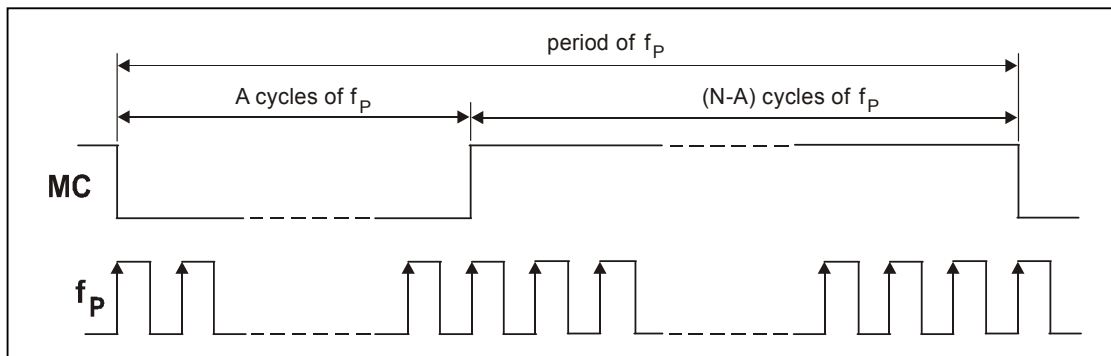 period of fP
A cycles of fP
(N-A) cycles of fP
MC
fP